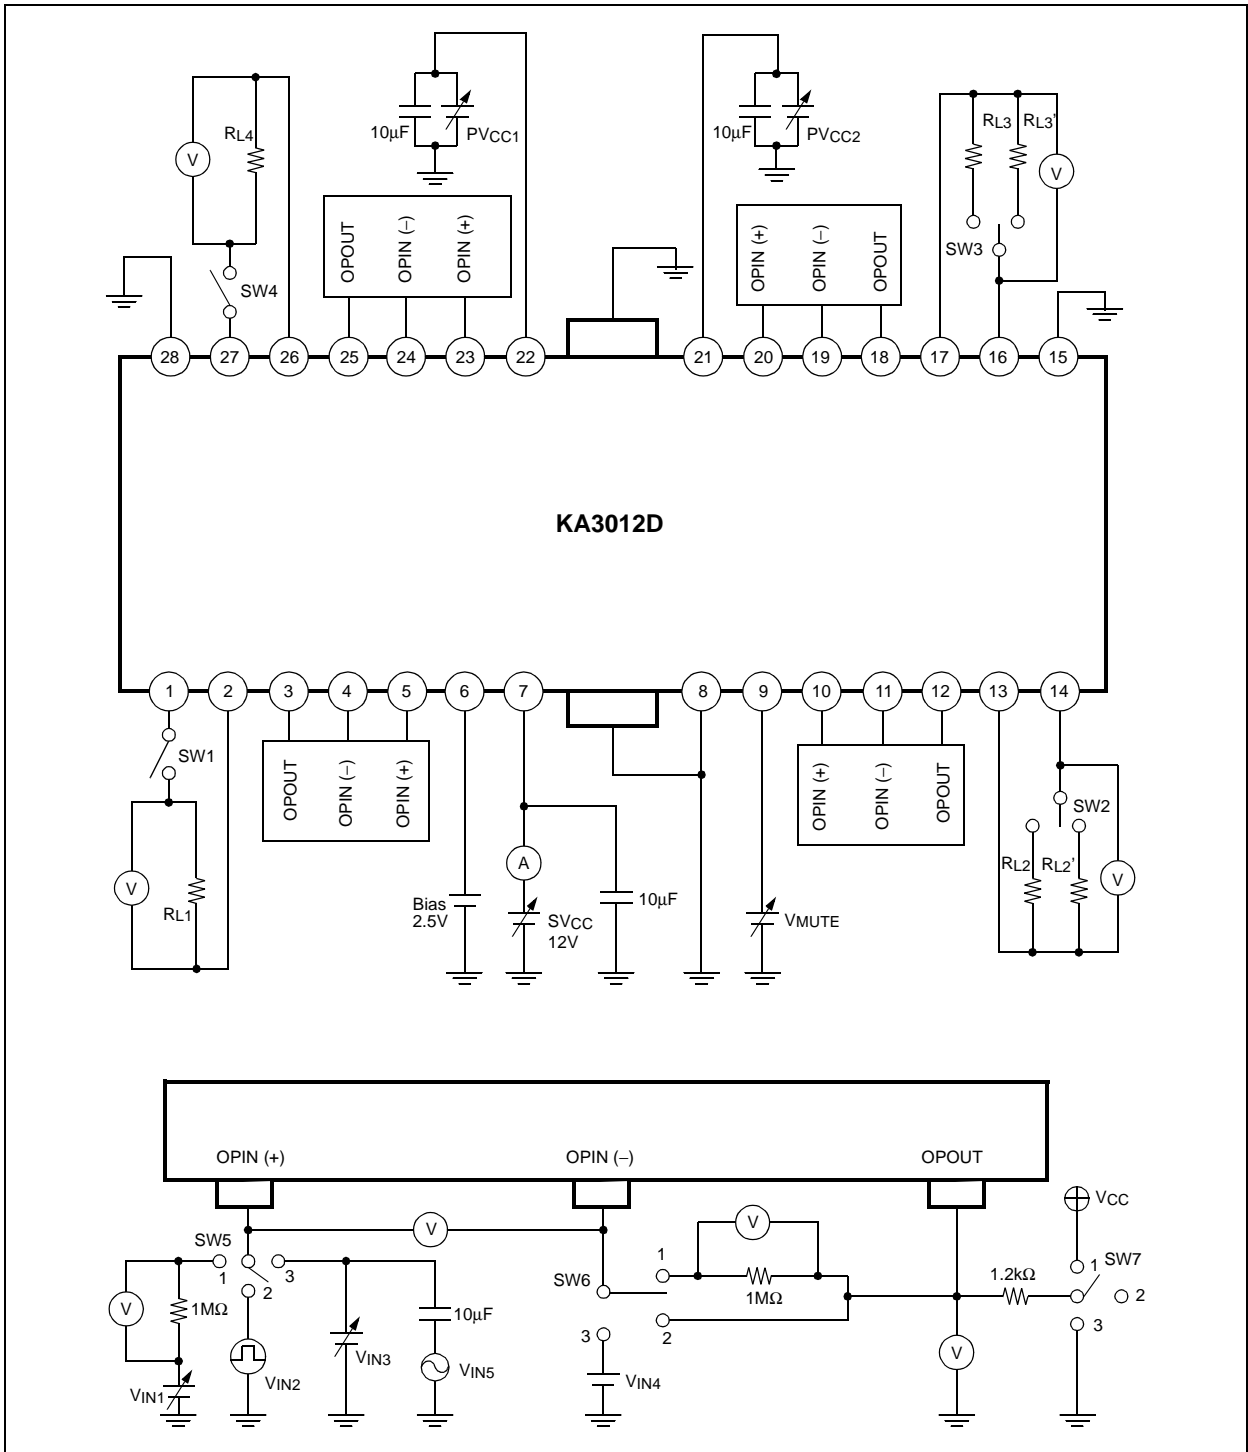 10µF
PVCC1
10µF
PVCC2
RL4
V
RL3
RL3'
V
OPOUT
OPIN (–)
OPIN (+)
OPIN (+)
OPIN (–)
OPOUT
SW3
SW4
28
27
26
25
24
23
22
21
20
19
18
17
16
15
KA3012D
1
2
3
4
5
6
7
8
9
10
11
12
13
14
SW1
OPOUT
OPIN (–)
OPIN (+)
OPIN (+)
OPIN (–)
OPOUT
SW2
V
RL1
A
Bias
2.5V
SVCC
12V
10µF
VMUTE
RL2
RL2'
V
OPIN (+)
OPIN (–)
OPOUT
VCC
SW5
V
V
1
2
3
SW6
1
2
3
1MΩ
1.2kΩ
SW7
1
2
3
V
1MΩ
10µF
VIN1
VIN2
VIN3
VIN5
VIN4
V